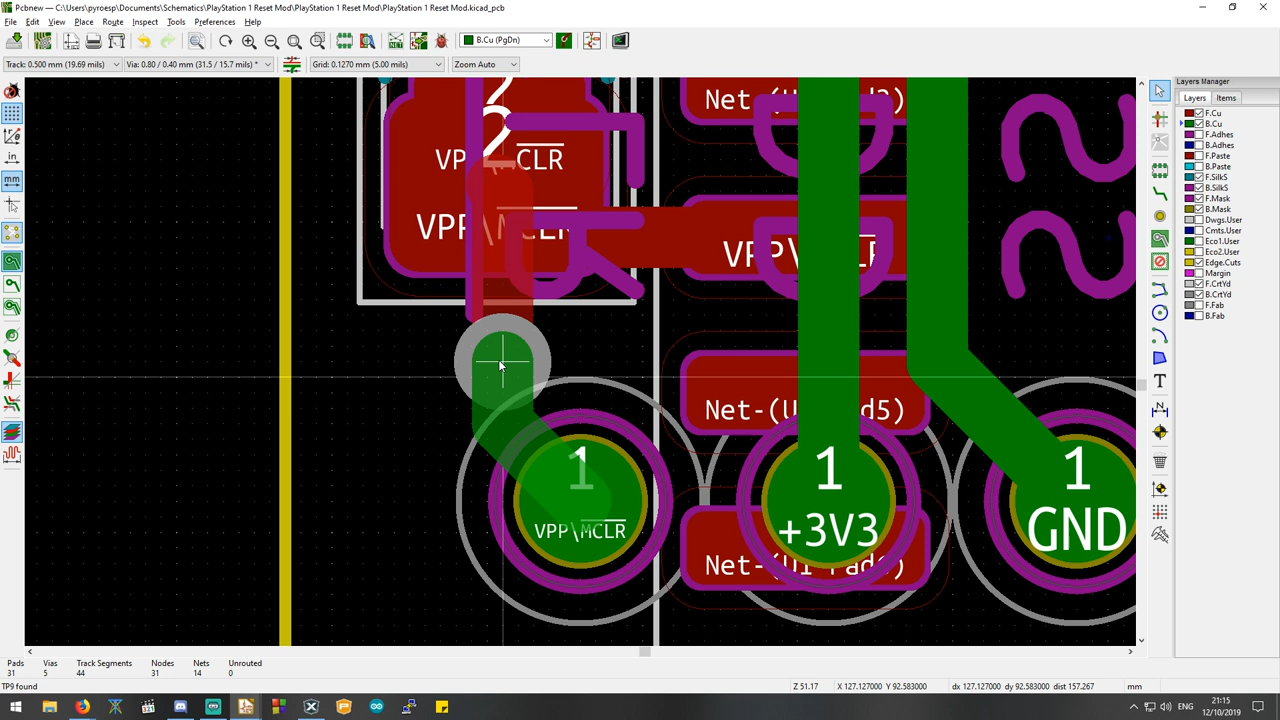 Pcbnew — C:\Users\pyroesp\Documents\Schematics\PlayStation 1 Reset Mod\PlayStation 1 Reset Mod\PlayStation 1 Reset Mod.kicad_pcb
File Edit View Place Route Inspect Tools Preferences Help
B.Cu (PgDn)
Track: 0.500 mm (19.69 mils) Via: 0.80 / 0.40 mm (31.5 / 15.7 mils) * Grid: 0.1270 mm (5.00 mils) Zoom Auto
Layers Manager
Layers Items
F.Cu
B.Cu
F.Adhes
B.Adhes
F.Paste
B.Paste
F.SilkS
B.SilkS
F.Mask
B.Mask
Dwgs.User
Cmts.User
Eco1.User
Eco2.User
Edge.Cuts
Margin
F.CrtYd
B.CrtYd
F.Fab
B.Fab
in
mm
2
1
VPP\MCLR
1
+3V3
1
GND
Pads Vias Track Segments Nodes Nets Unrouted
31 5 44 31 14 0
TP9 found Z 51.17 X 127.127000 Y 92.583000 dx 127.127000 dy 92.583000 dist 157.267 mm
ENG
21:15
12/10/2019